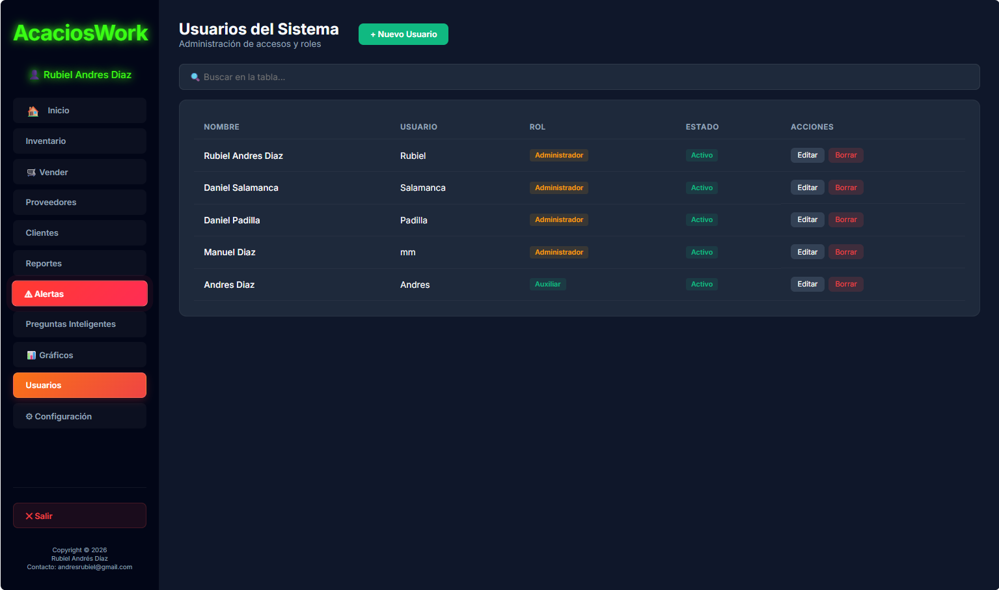 AcaciosWork
Rubiel Andres Diaz
Inicio
Inventario
Vender
Proveedores
Clientes
Reportes
⚠ Alertas
Preguntas Inteligentes
Gráficos
Usuarios
⚙ Configuración
✕ Salir
Copyright © 2026
Rubiel Andrés Díaz
Contacto: andresrubiel@gmail.com
Usuarios del Sistema
Administración de accesos y roles
+ Nuevo Usuario
Buscar en la tabla...
NOMBRE USUARIO ROL ESTADO ACCIONES
Rubiel Andres Diaz Rubiel Administrador Activo Editar Borrar
Daniel Salamanca Salamanca Administrador Activo Editar Borrar
Daniel Padilla Padilla Administrador Activo Editar Borrar
Manuel Diaz mm Administrador Activo Editar Borrar
Andres Diaz Andres Auxiliar Activo Editar Borrar